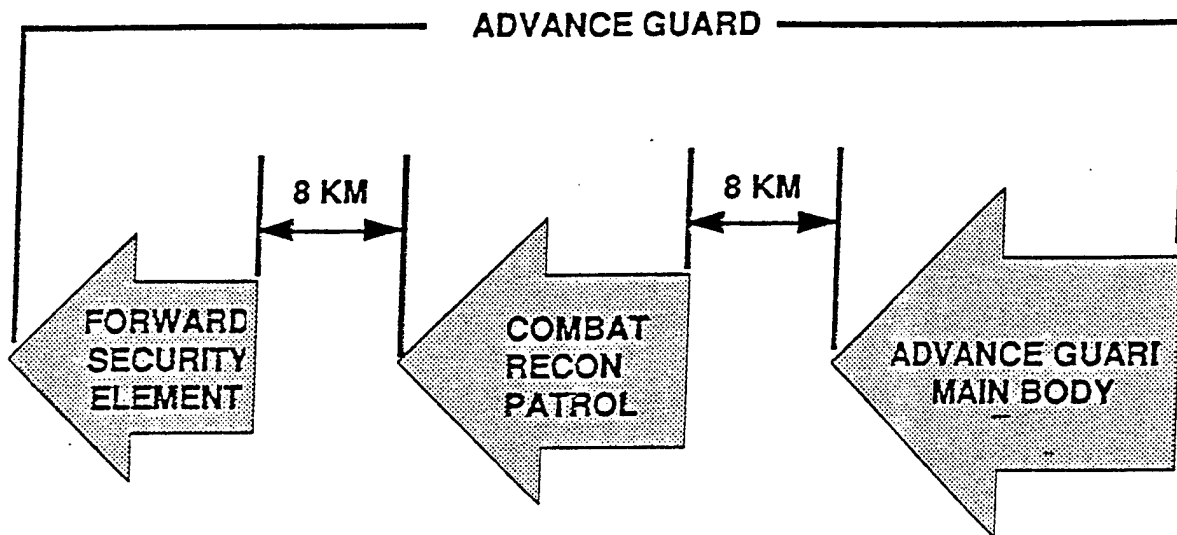 ADVANCE GUARD
8 KM
8 KM
FORWARD
SECURITY
ELEMENT
COMBAT
RECON
PATROL
ADVANCE GUARI
MAIN BODY